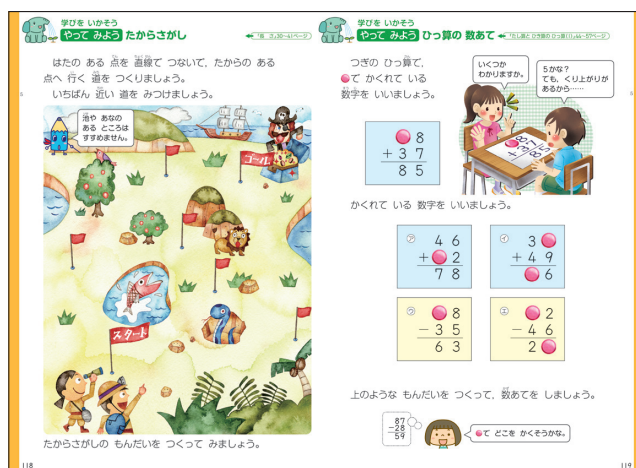 学びを いかそう
やって みよう たからさがし
はたの ある 点を 直線で つないで、たからの ある
点へ 行く 道を つくりましょう。
いちばん 近い 道を みつけましょう。
池や あなの
ある ところは
すすめません。
ゴール
スタート
たからさがしの もんだいを つくって みましょう。
118
学びを いかそう
やって みよう ひっ算の 数あて
つぎの ひっ算で、
●で かくれて いる
数字を いいましょう。
いくつか
わかりますか。
5かな?
でも、くり上がりが
あるから……
●8
+37
85
かくれて いる 数字を いいましょう。
㋐ 46
+●2
78
㋑ 3●
+49
●6
㋒ ●8
-35
63
㋓ ●2
-46
2●
上のような もんだいを つくって、数あてを しましょう。
87
-28
59
●で どこを かくそうかな。
119